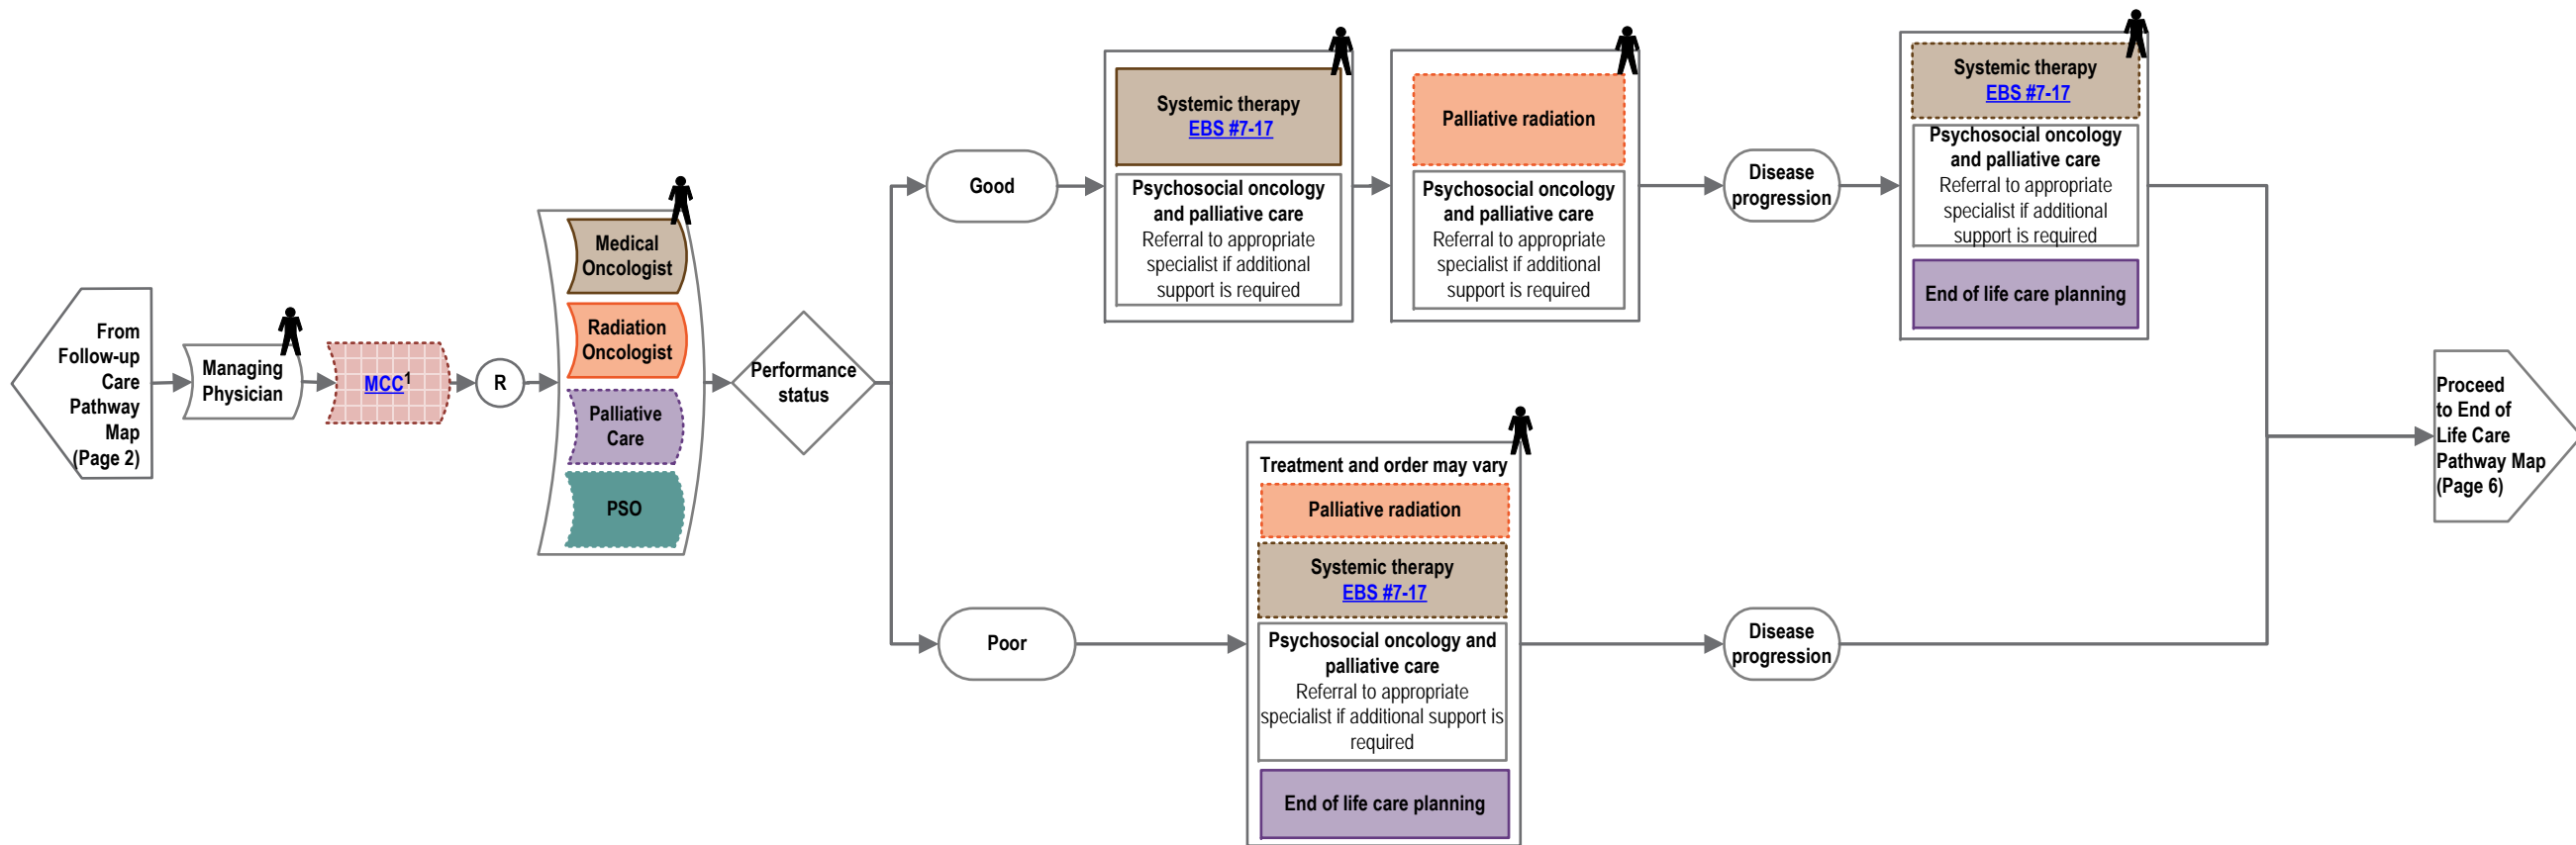 From
Follow-up
Care
Pathway
Map
(Page 2)
Managing
Physician
MCC1
R
Medical
Oncologist
Radiation
Oncologist
Palliative
Care
PSO
Performance
status
Good
Systemic therapy
EBS #7-17
Psychosocial oncology
and palliative care
Referral to appropriate
specialist if additional
support is required
Palliative radiation
Psychosocial oncology
and palliative care
Referral to appropriate
specialist if additional
support is required
Disease
progression
Systemic therapy
EBS #7-17
Psychosocial oncology
and palliative care
Referral to appropriate
specialist if additional
support is required
End of life care planning
Poor
Treatment and order may vary
Palliative radiation
Systemic therapy
EBS #7-17
Psychosocial oncology and
palliative care
Referral to appropriate
specialist if additional support is
required
End of life care planning
Disease
progression
Proceed
to End of
Life Care
Pathway Map
(Page 6)